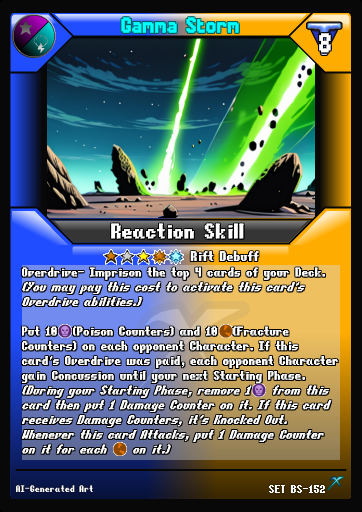 Gamma Storm
8
Reaction Skill
Rift Debuff
Overdrive- Imprison the top 4 cards of your Deck.
(You may pay this cost to activate this card's
Overdrive abilities.)
Put 10 (Poison Counters) and 10 (Fracture
Counters) on each opponent Character. If this
card's Overdrive was paid, each opponent Character
gain Concussion until your next Starting Phase.
(During your Starting Phase, remove 1 from this
card then put 1 Damage Counter on it. If this card
receives Damage Counters, it's Knocked Out.
Whenever this card Attacks, put 1 Damage Counter
on it for each on it.)
AI-Generated Art
SET BS-152